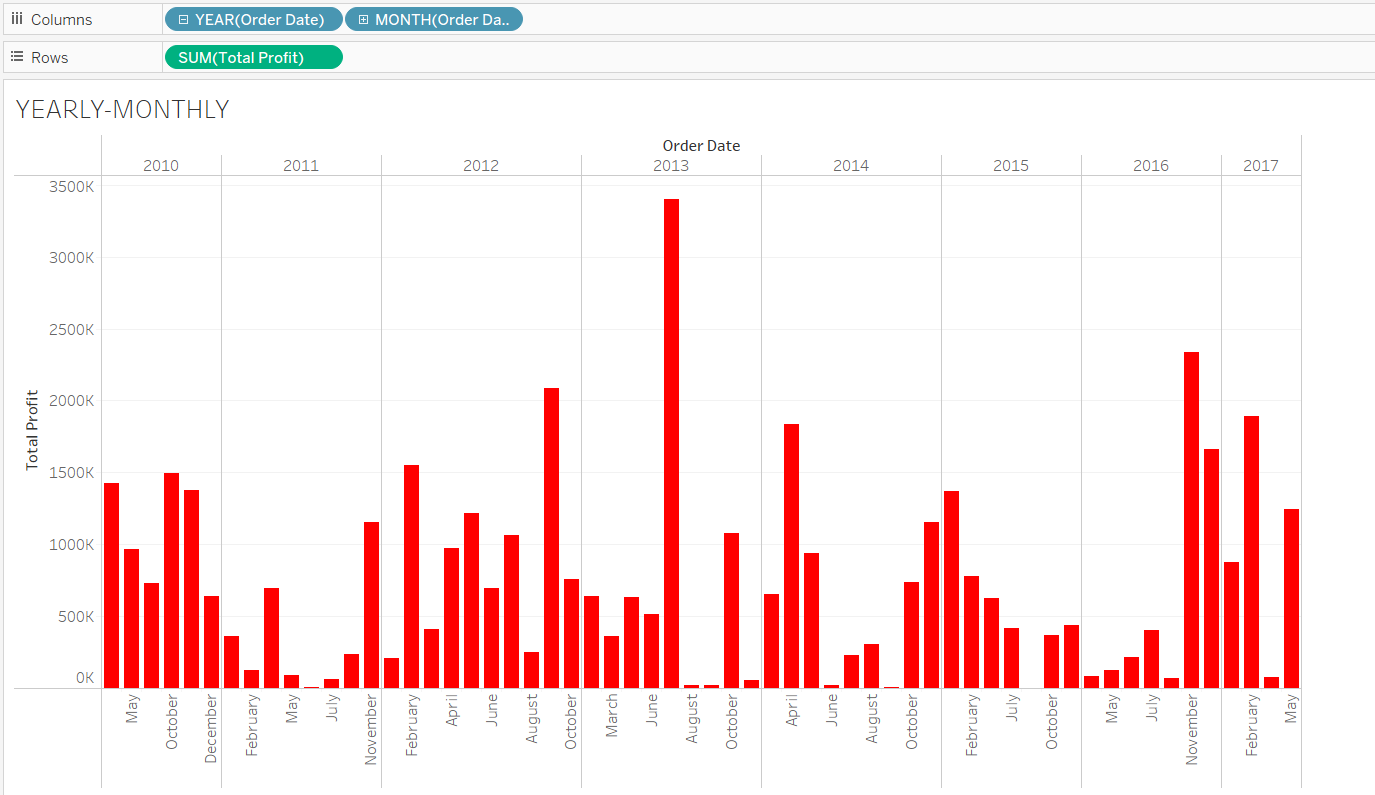 Columns YEAR(Order Date) MONTH(Order Da..
Rows SUM(Total Profit)
YEARLY-MONTHLY
Order Date
2010 2011 2012 2013 2014 2015 2016 2017
Total Profit
3500K
3000K
2500K
2000K
1500K
1000K
500K
0K
May October December February May July November February April June August October March June August October April June August October February July October May July November February May